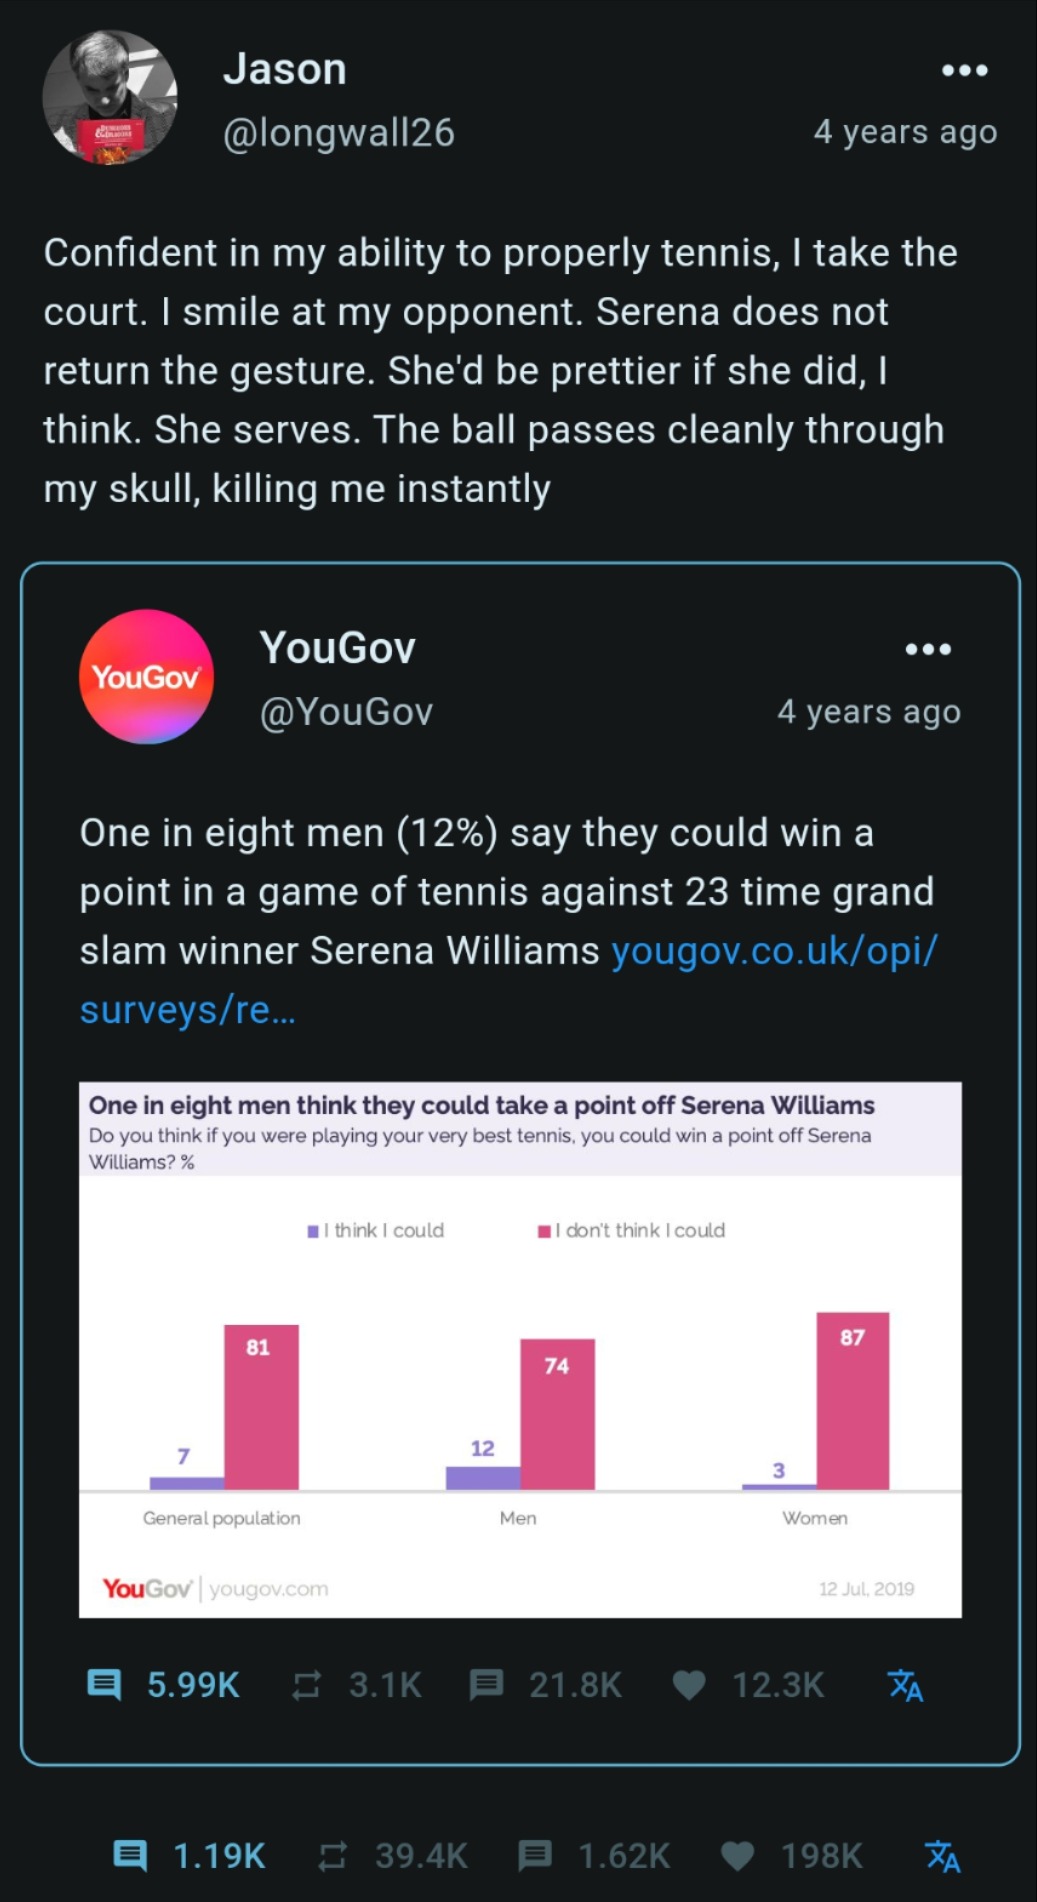 Jason
@longwall26
4 years ago
Confident in my ability to properly tennis, I take the
court. I smile at my opponent. Serena does not
return the gesture. She'd be prettier if she did, I
think. She serves. The ball passes cleanly through
my skull, killing me instantly
YouGov
YouGov
@YouGov
4 years ago
One in eight men (12%) say they could win a
point in a game of tennis against 23 time grand
slam winner Serena Williams yougov.co.uk/opi/
surveys/re…
One in eight men think they could take a point off Serena Williams
Do you think if you were playing your very best tennis, you could win a point off Serena
Williams? %
I think I could
I don't think I could
7
81
12
74
3
87
General population
Men
Women
YouGov | yougov.com
12 Jul, 2019
5.99K
3.1K
21.8K
12.3K
1.19K
39.4K
1.62K
198K